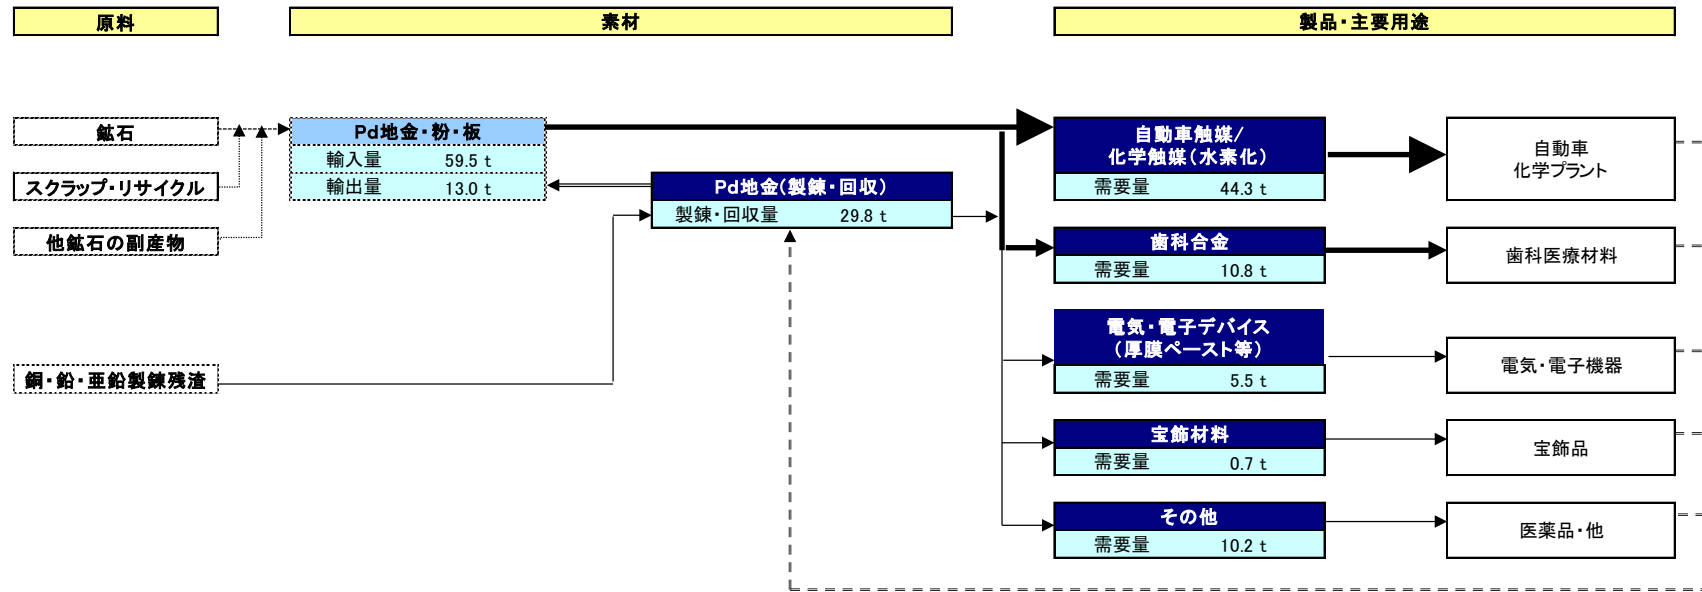 原料
素材
製品・主要用途
鉱石
スクラップ・リサイクル
他鉱石の副産物
銅・鉛・亜鉛製錬残渣
Pd地金・粉・板
輸入量 59.5 t
輸出量 13.0 t
Pd地金(製錬・回収)
製錬・回収量 29.8 t
自動車触媒/
化学触媒(水素化)
需要量 44.3 t
歯科合金
需要量 10.8 t
電気・電子デバイス
(厚膜ペースト等)
需要量 5.5 t
宝飾材料
需要量 0.7 t
その他
需要量 10.2 t
自動車
化学プラント
歯科医療材料
電気・電子機器
宝飾品
医薬品・他